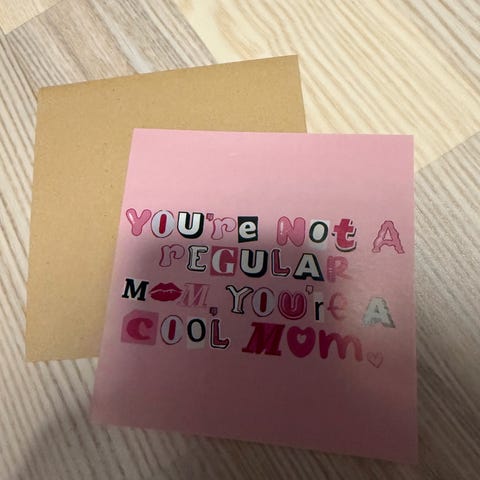 YOU're NOt A
rEGULAR
MOM, YOU'rE A
COOL MOM.